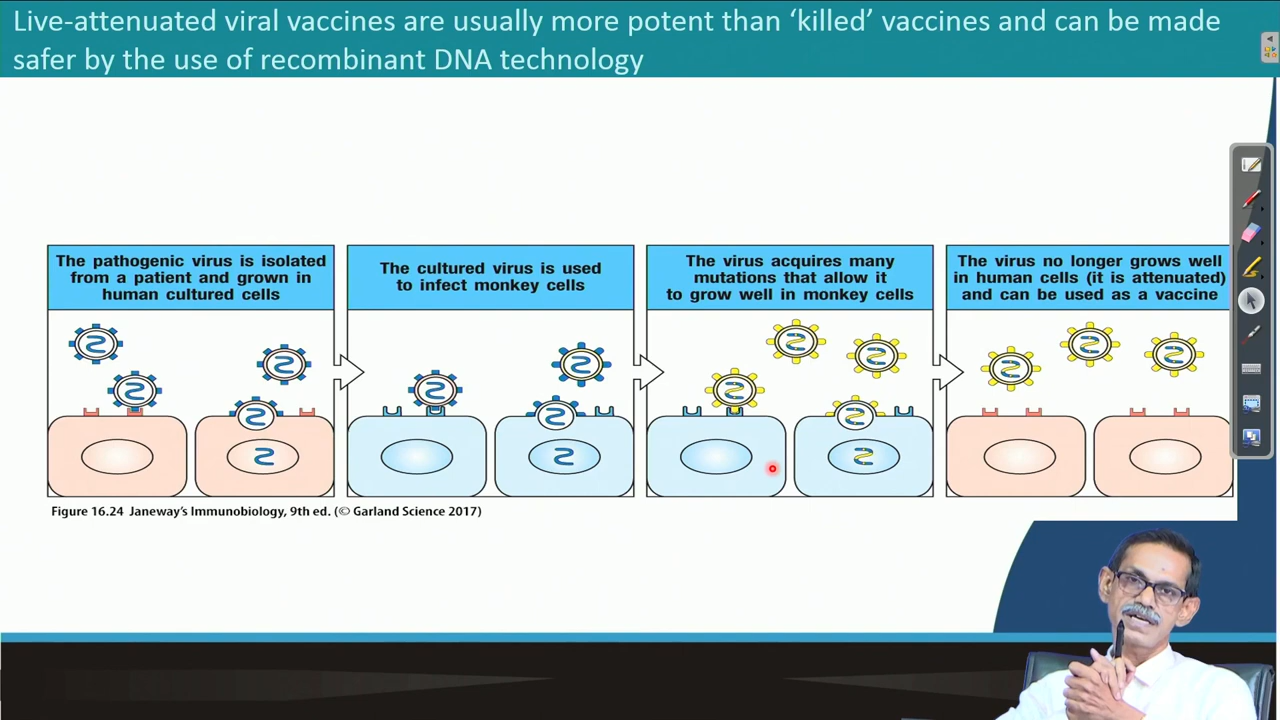 Live-attenuated viral vaccines are usually more potent than ‘killed’ vaccines and can be made
safer by the use of recombinant DNA technology
The pathogenic virus is isolated
from a patient and grown in
human cultured cells
The cultured virus is used
to infect monkey cells
The virus acquires many
mutations that allow it
to grow well in monkey cells
The virus no longer grows well
in human cells (it is attenuated)
and can be used as a vaccine
Figure 16.24 Janeway’s Immunobiology, 9th ed. (© Garland Science 2017)